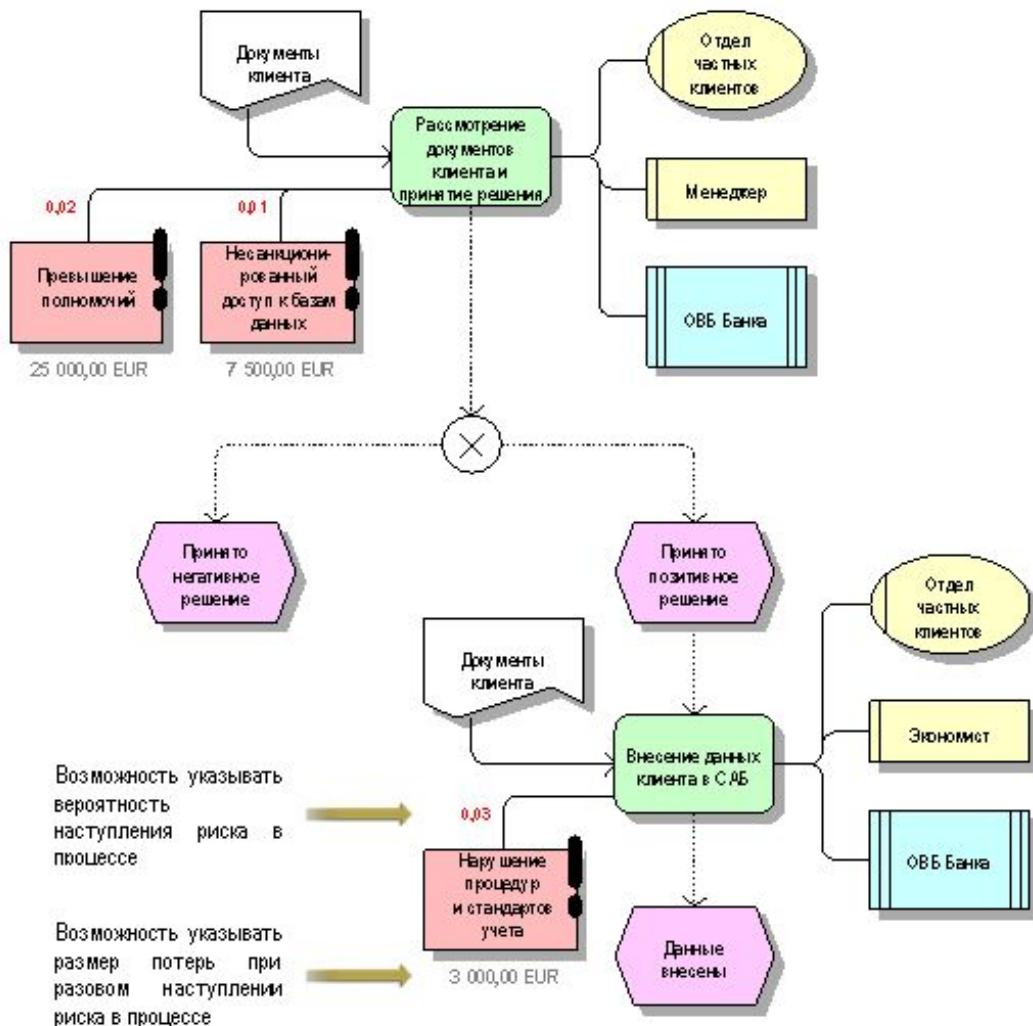 Документы
клиента
Отдел
частных
клиентов
Рассмотрение
документов
клиента и
принятие решения
Менеджер
0,02
0,01
Превышение
полномочий
Несанкциони-
рованный
доступ к базам
данных
ОВБ Банка
25 000,00 EUR
7 500,00 EUR
Принято
негативное
решение
Принято
позитивное
решение
Отдел
частных
клиентов
Документы
клиента
Экономист
Внесение данных
клиента в САБ
Возможность указывать
вероятность
наступления риска в
процессе
0,03
Нарушение
процедур
и стандартов
учета
ОВБ Банка
Возможность указывать
размер потерь при
разовом наступлении
риска в процессе
3 000,00 EUR
Данные
внесены